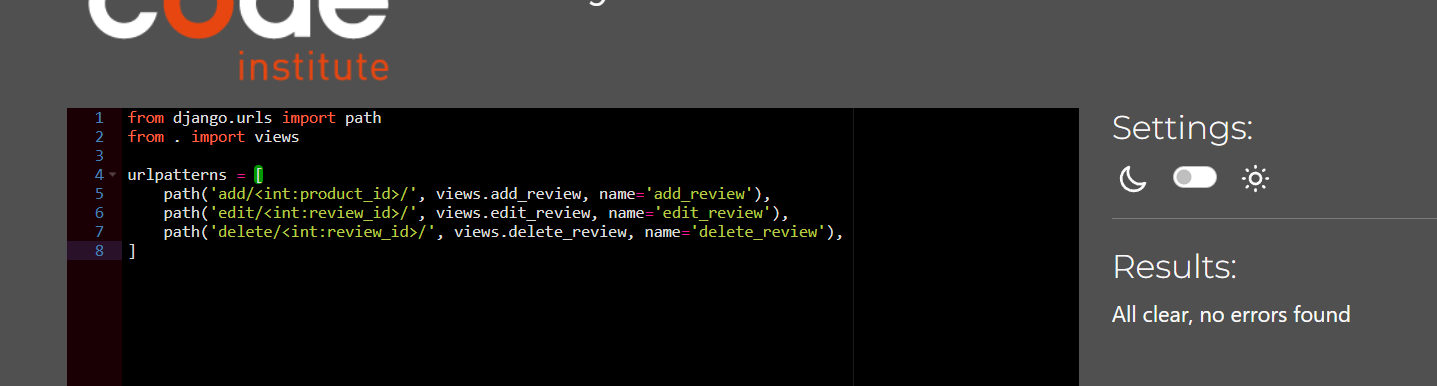 code
institute
1 from django.urls import path
2 from . import views
3
4 urlpatterns = [
5     path('add/<int:product_id>/', views.add_review, name='add_review'),
6     path('edit/<int:review_id>/', views.edit_review, name='edit_review'),
7     path('delete/<int:review_id>/', views.delete_review, name='delete_review'),
8 ]
Settings:
Results:
All clear, no errors found